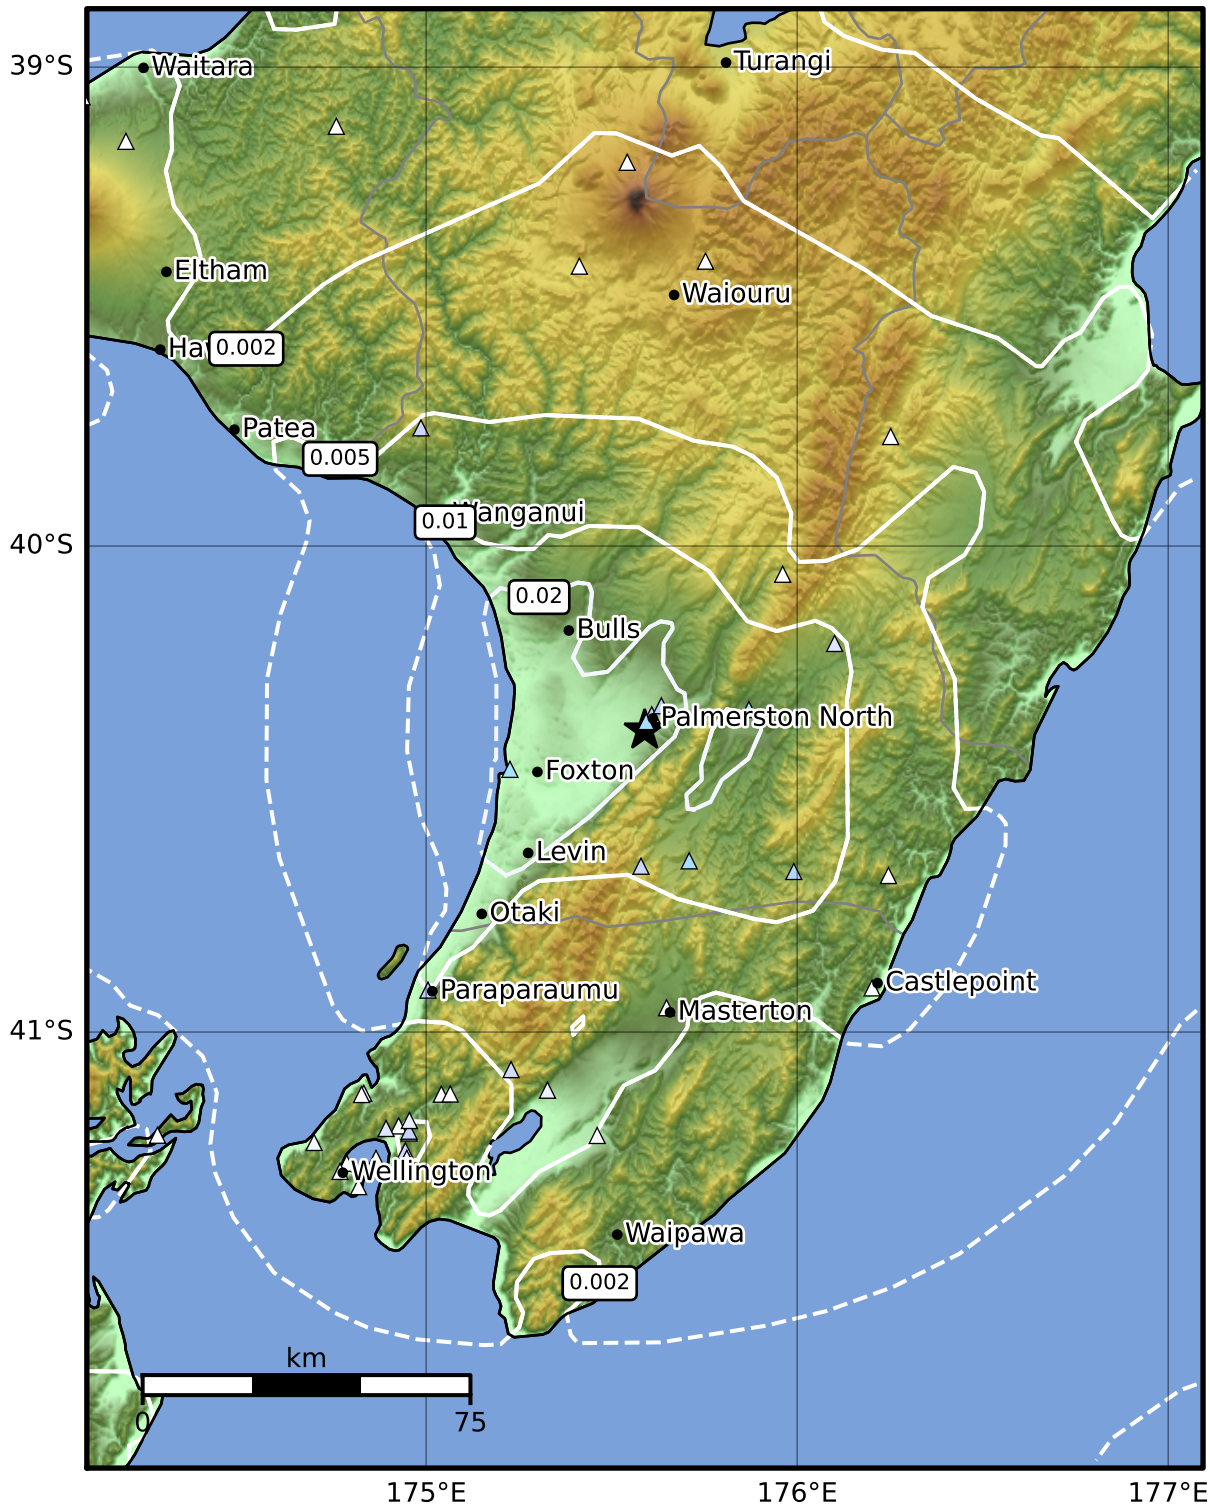 39°S
Waitara
Turangi
Eltham
Waiouru
0.002
Patea
0.005
Wanganui
0.01
40°S
0.02
Bulls
Palmerston North
Foxton
Levin
Otaki
Castlepoint
Paraparaumu
Masterton
41°S
Wellington
Waipawa
0.002
km
0
75
175°E
176°E
177°E